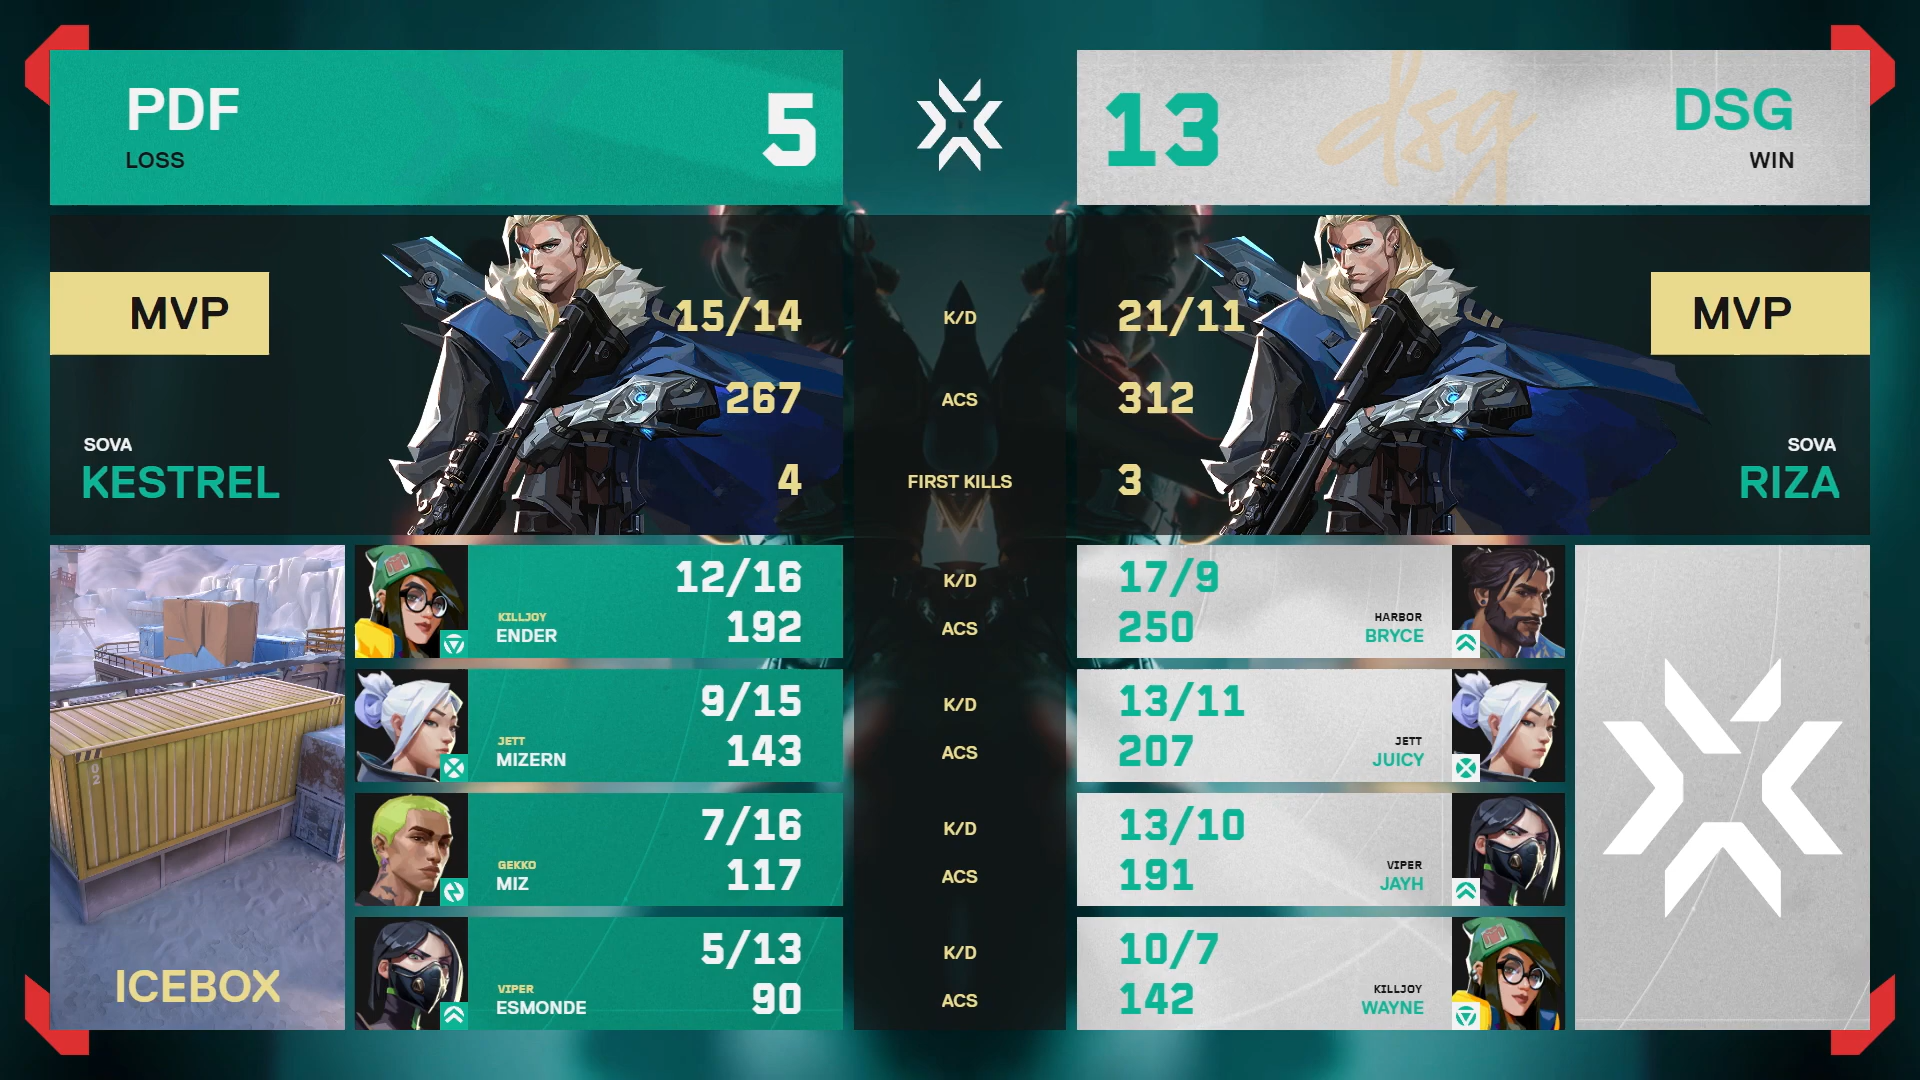 PDF
LOSS
5
13
DSG
WIN
dsg
MVP
SOVA
KESTREL
15/14
K/D
21/11
267
ACS
312
4
FIRST KILLS
3
MVP
SOVA
RIZA
ICEBOX
KILLJOY
ENDER
12/16
K/D
17/9
192
ACS
250
HARBOR
BRYCE
JETT
MIZERN
9/15
K/D
13/11
143
ACS
207
JETT
JUICY
GEKKO
MIZ
7/16
K/D
13/10
117
ACS
191
VIPER
JAYH
VIPER
ESMONDE
5/13
K/D
10/7
90
ACS
142
KILLJOY
WAYNE